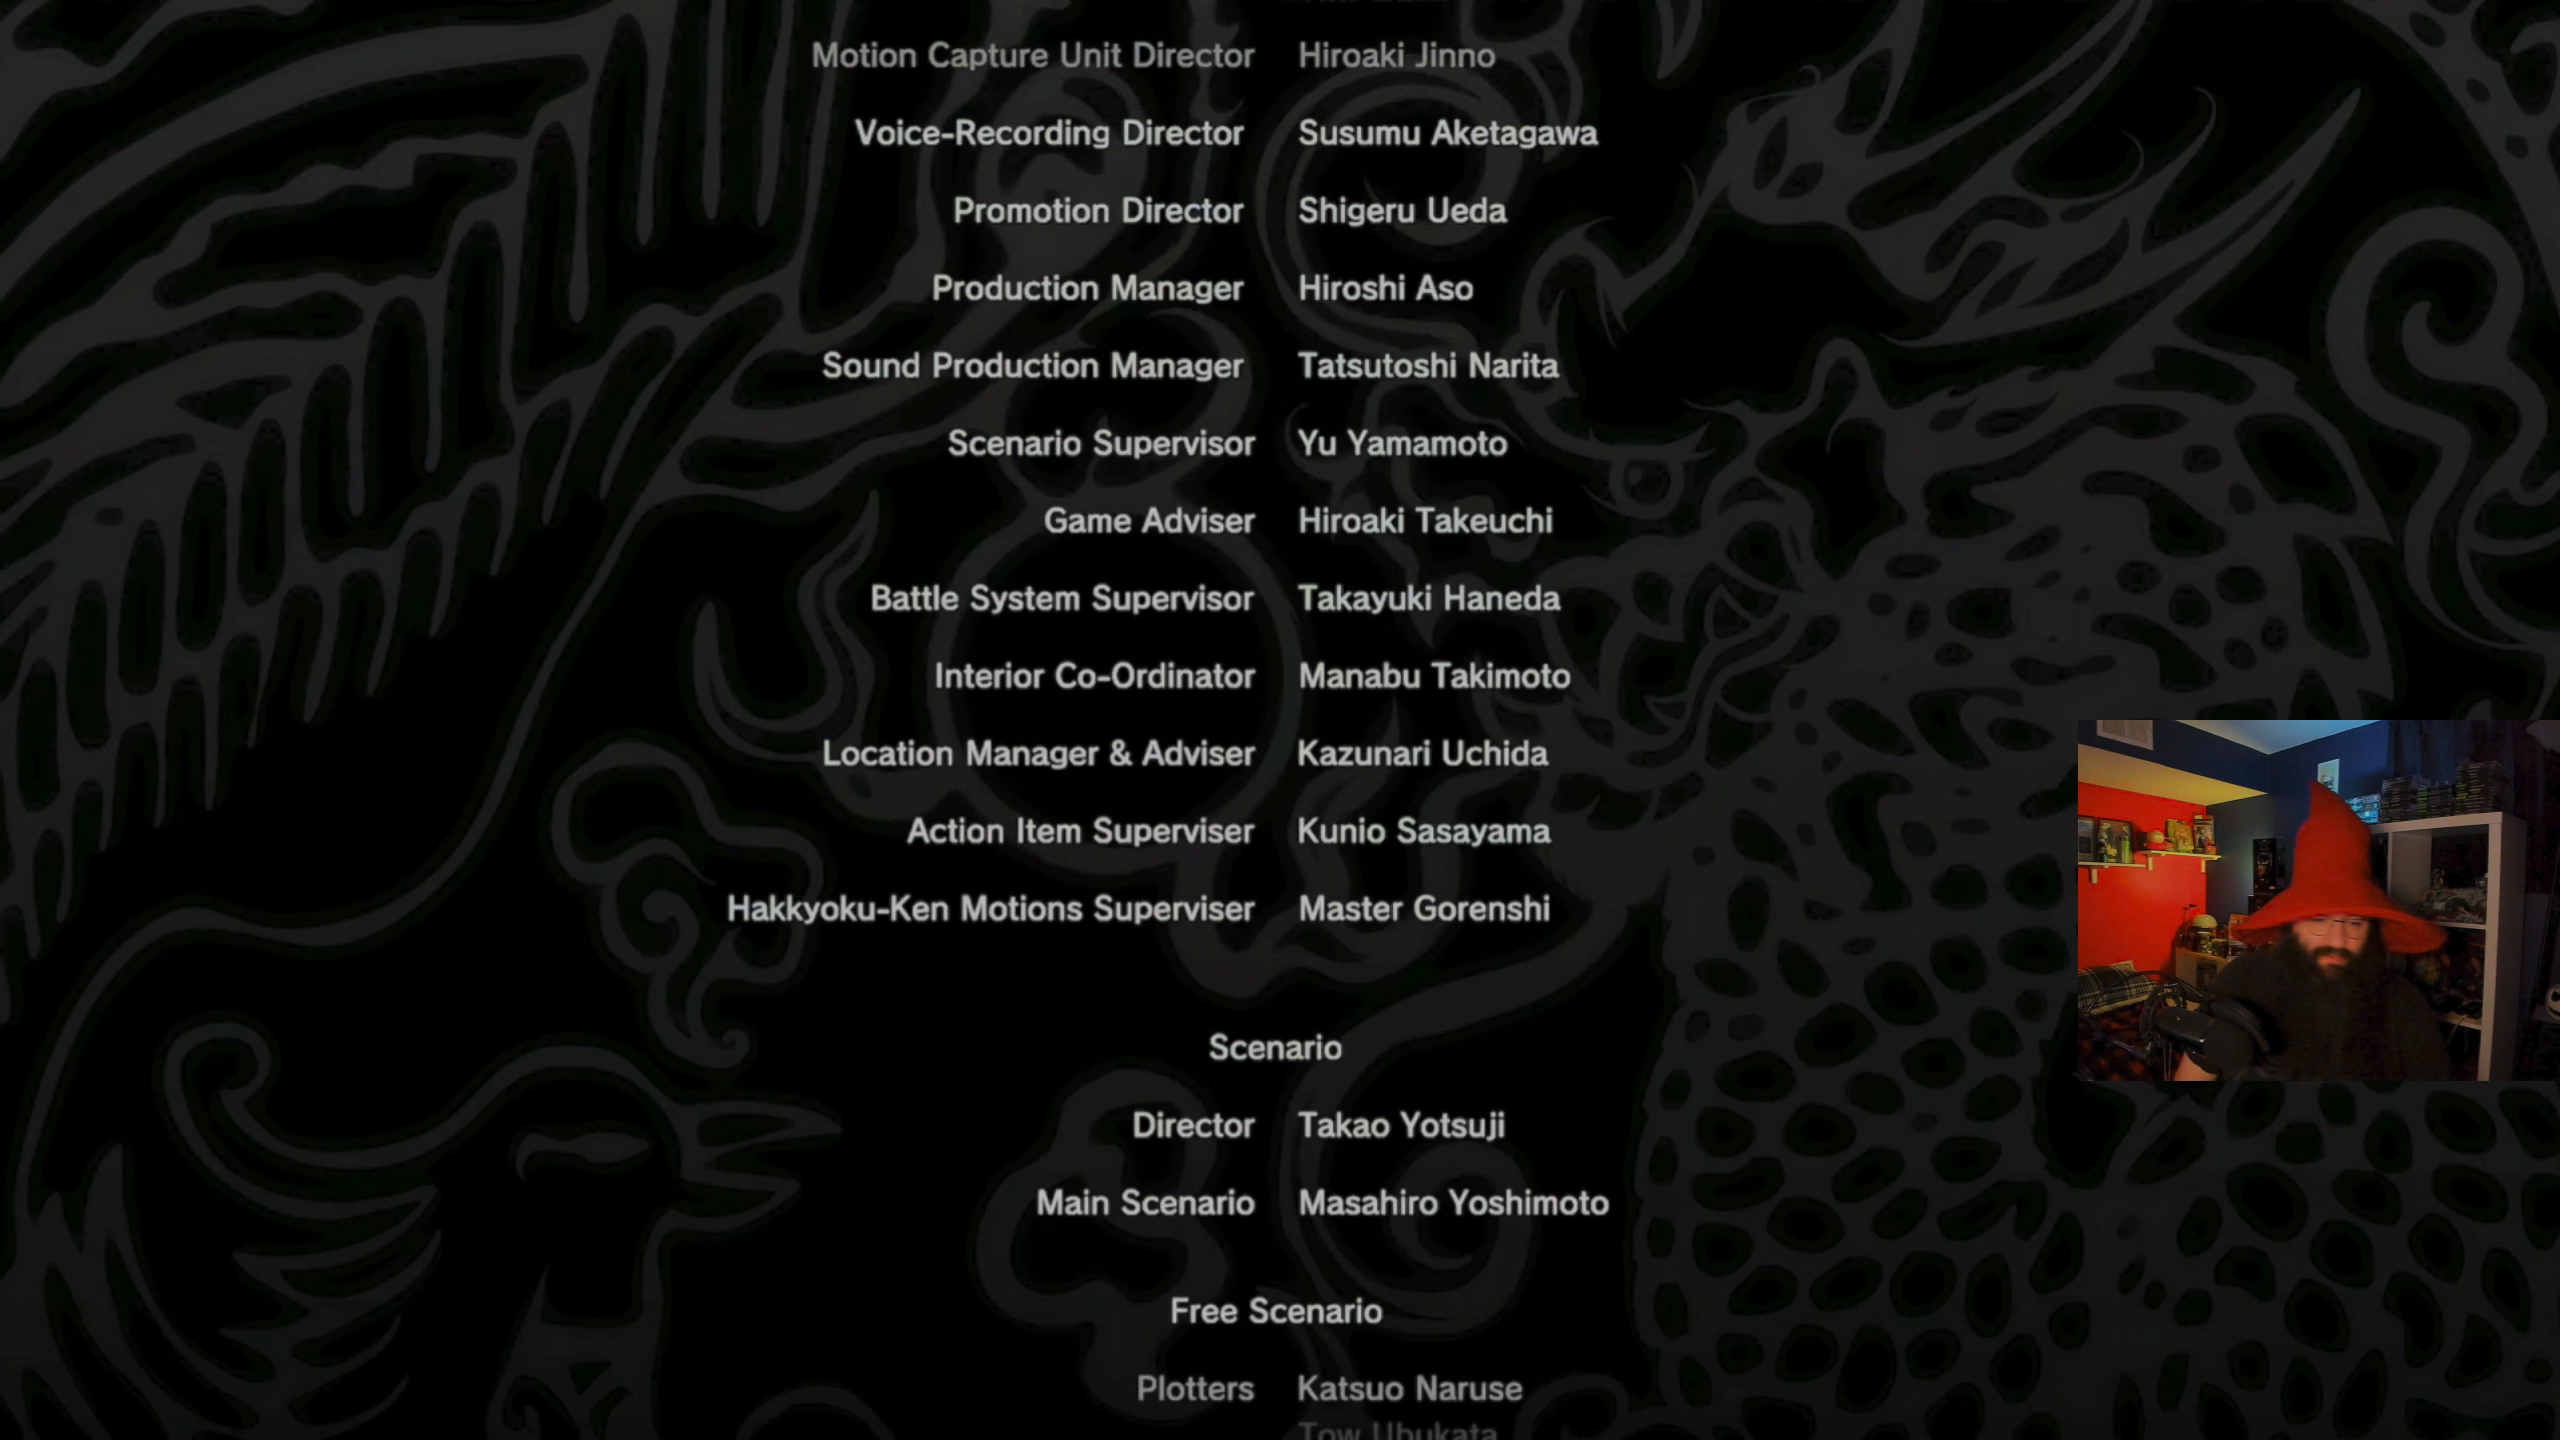 Motion Capture Unit Director Hiroaki Jinno
Voice-Recording Director Susumu Aketagawa
Promotion Director Shigeru Ueda
Production Manager Hiroshi Aso
Sound Production Manager Tatsutoshi Narita
Scenario Supervisor Yu Yamamoto
Game Adviser Hiroaki Takeuchi
Battle System Supervisor Takayuki Haneda
Interior Co-Ordinator Manabu Takimoto
Location Manager & Adviser Kazunari Uchida
Action Item Superviser Kunio Sasayama
Hakkyoku-Ken Motions Superviser Master Gorenshi
Scenario
Director Takao Yotsuji
Main Scenario Masahiro Yoshimoto
Free Scenario
Plotters Katsuo Naruse
Tow Ubukata